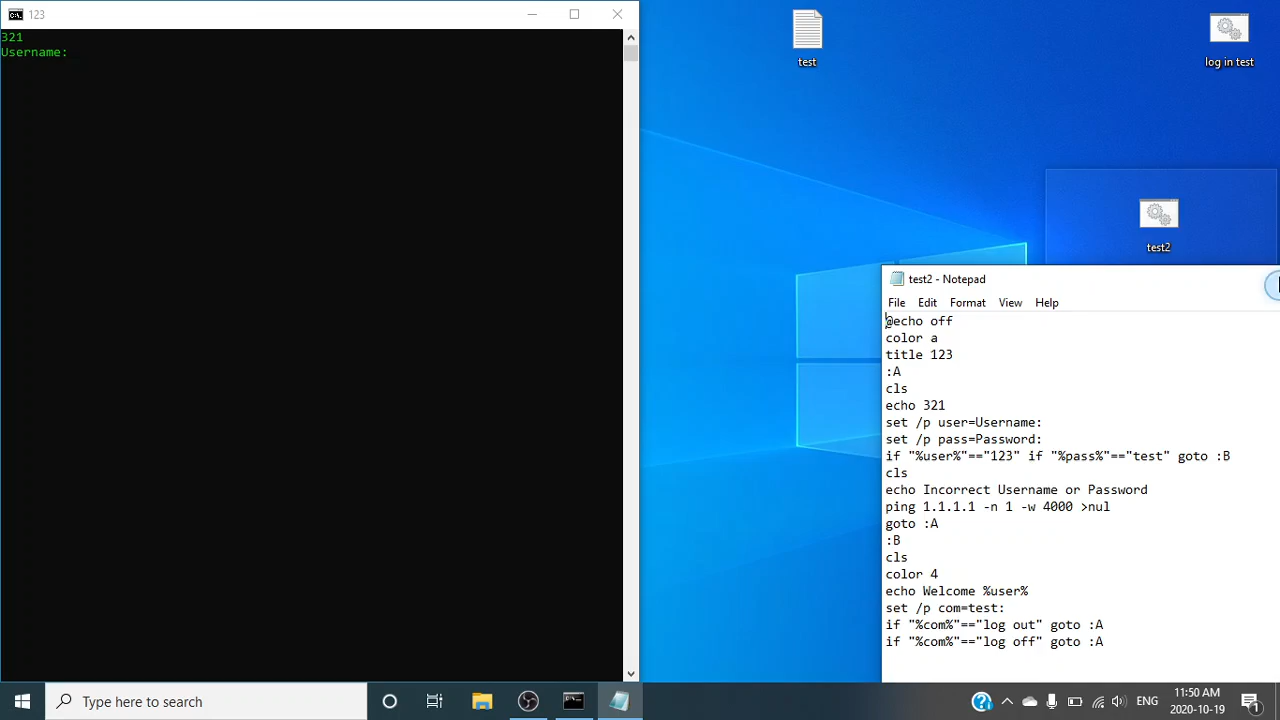 123
321
Username:
test
log in test
test2
test2 - Notepad
File Edit Format View Help
@echo off
color a
title 123
:A
cls
echo 321
set /p user=Username:
set /p pass=Password:
if "%user%"=="123" if "%pass%"=="test" goto :B
cls
echo Incorrect Username or Password
ping 1.1.1.1 -n 1 -w 4000 >nul
goto :A
:B
cls
color 4
echo Welcome %user%
set /p com=test:
if "%com%"=="log out" goto :A
if "%com%"=="log off" goto :A
Type here to search
ENG
11:50 AM
2020-10-19
1